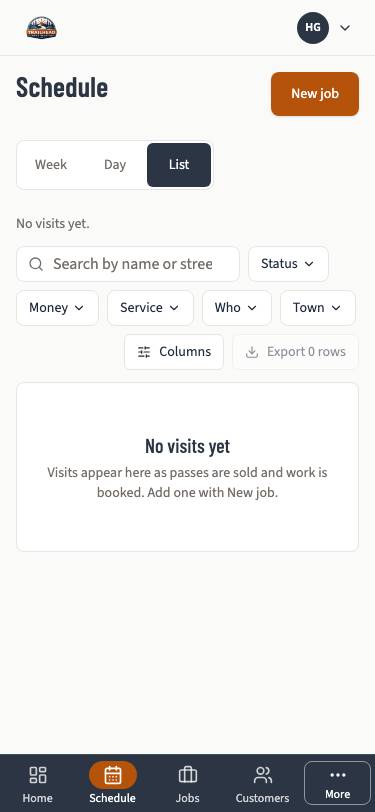 TRAILHEAD
HG
Schedule
New job
Week
Day
List
No visits yet.
Search by name or stree
Status
Money
Service
Who
Town
Columns
Export 0 rows
No visits yet
Visits appear here as passes are sold and work is
booked. Add one with New job.
Home
Schedule
Jobs
Customers
More